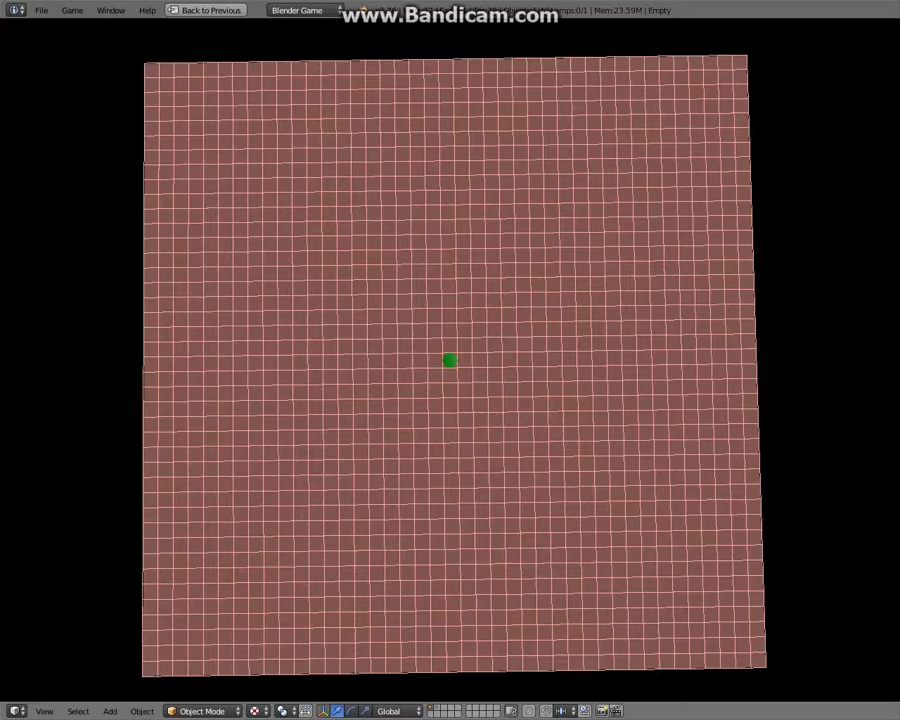 File Game Window Help Back to Previous Blender Game Mem:23.59M | Empty
www.Bandicam.com
View Select Add Object Object Mode Global